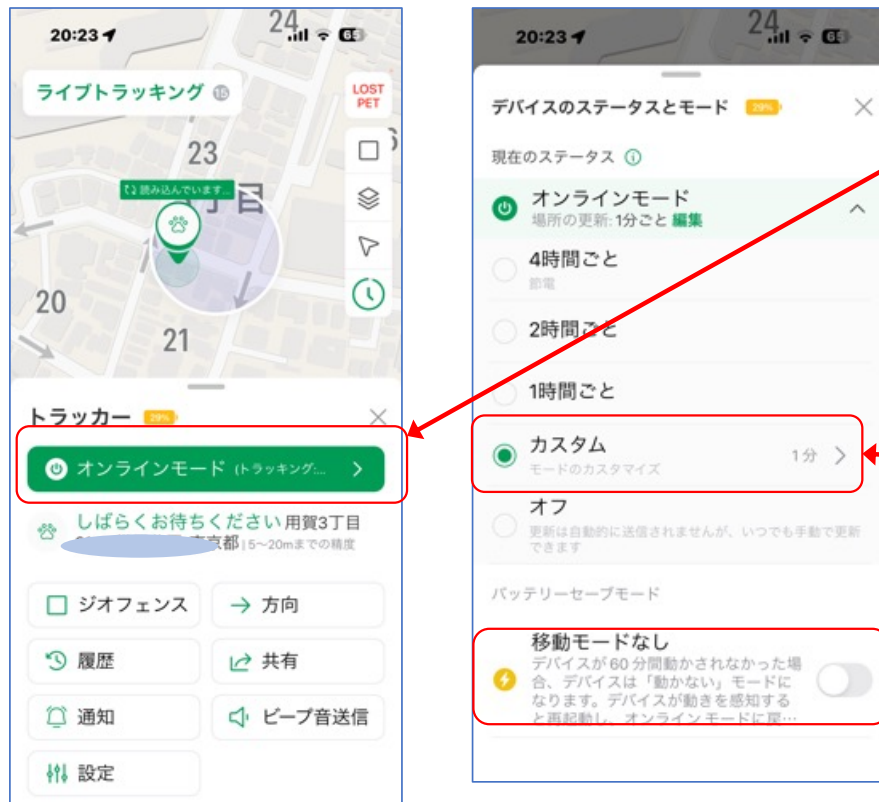 20:23
24
65
ライブトラッキング 15
LOST
PET
23
読み込んでいます...
丁目
20
21
トラッカー 29%
オンラインモード (トラッキング:...
しばらくお待ちください 用賀3丁目
京都 | 5～20mまでの精度
ジオフェンス
方向
履歴
共有
通知
ビープ音送信
設定
20:23
24
65
デバイスのステータスとモード 29%
現在のステータス
オンラインモード
場所の更新: 1分ごと 編集
4時間ごと
節電
2時間ごと
1時間ごと
カスタム
モードのカスタマイズ
1分
オフ
更新は自動的に送信されませんが、いつでも手動で更新
できます
バッテリーセーブモード
移動モードなし
デバイスが 60 分間動かされなかった場
合、デバイスは「動かない」モードに
なります。デバイスが動きを感知する
と再起動し、オンライン モードに戻…